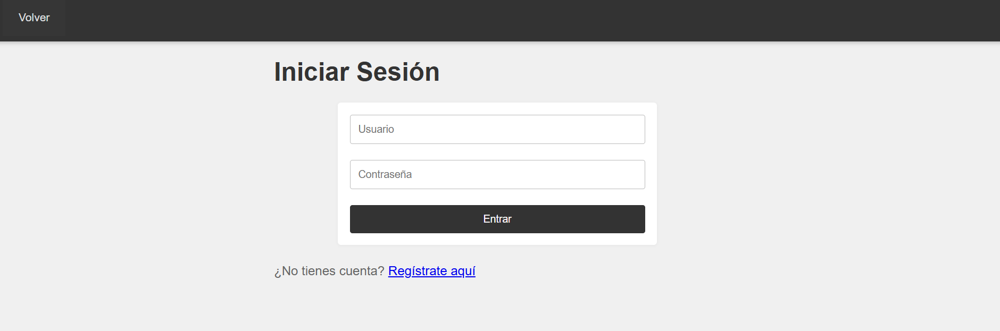 Volver
Iniciar Sesión
Usuario
Contraseña
Entrar
¿No tienes cuenta? Regístrate aquí